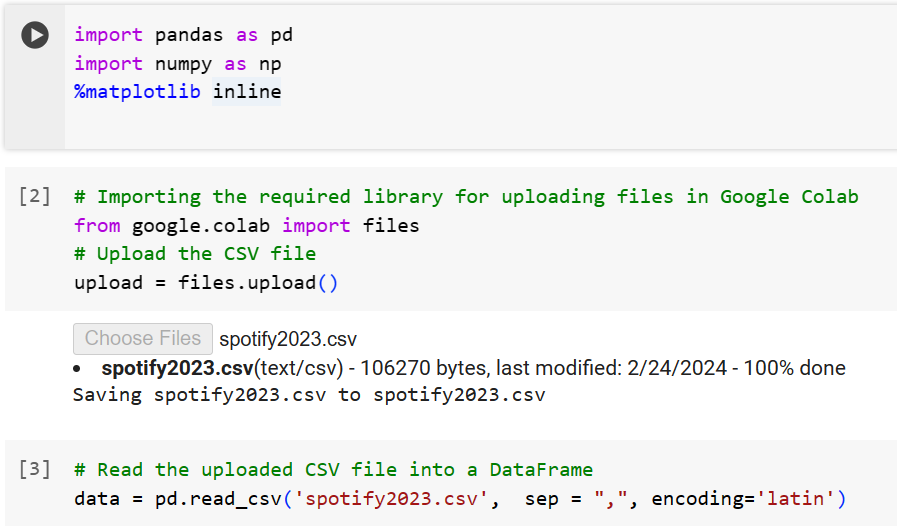 import pandas as pd
import numpy as np
%matplotlib inline
[2] # Importing the required library for uploading files in Google Colab
from google.colab import files
# Upload the CSV file
upload = files.upload()
Choose Files spotify2023.csv
• spotify2023.csv(text/csv) - 106270 bytes, last modified: 2/24/2024 - 100% done
Saving spotify2023.csv to spotify2023.csv
[3] # Read the uploaded CSV file into a DataFrame
data = pd.read_csv('spotify2023.csv',  sep = ",", encoding='latin')